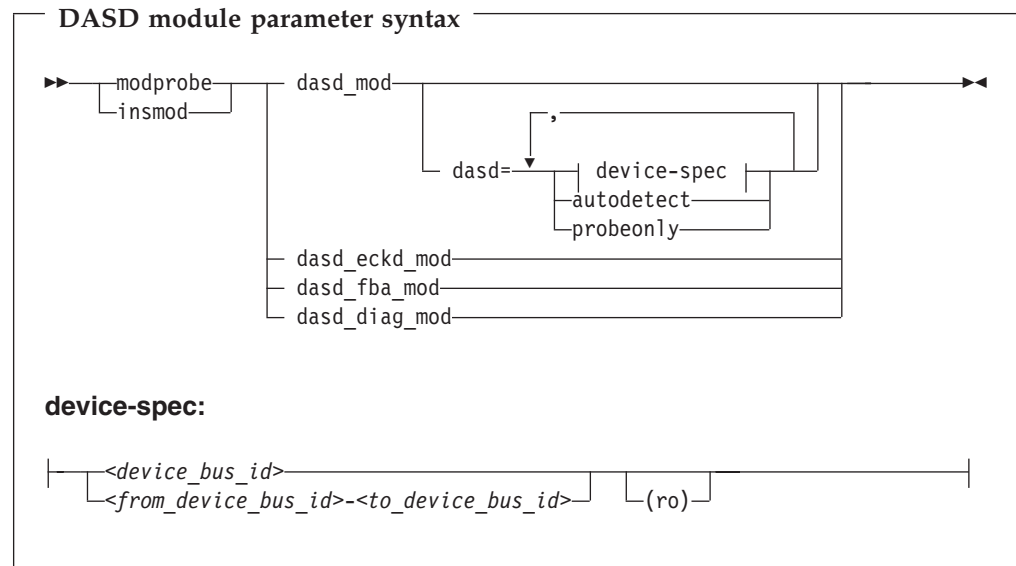 DASD module parameter syntax
modprobe dasd_mod
insmod
,
dasd= device-spec
autodetect
probeonly
dasd_eckd_mod
dasd_fba_mod
dasd_diag_mod
device-spec:
<device_bus_id>
<from_device_bus_id>-<to_device_bus_id> (ro)